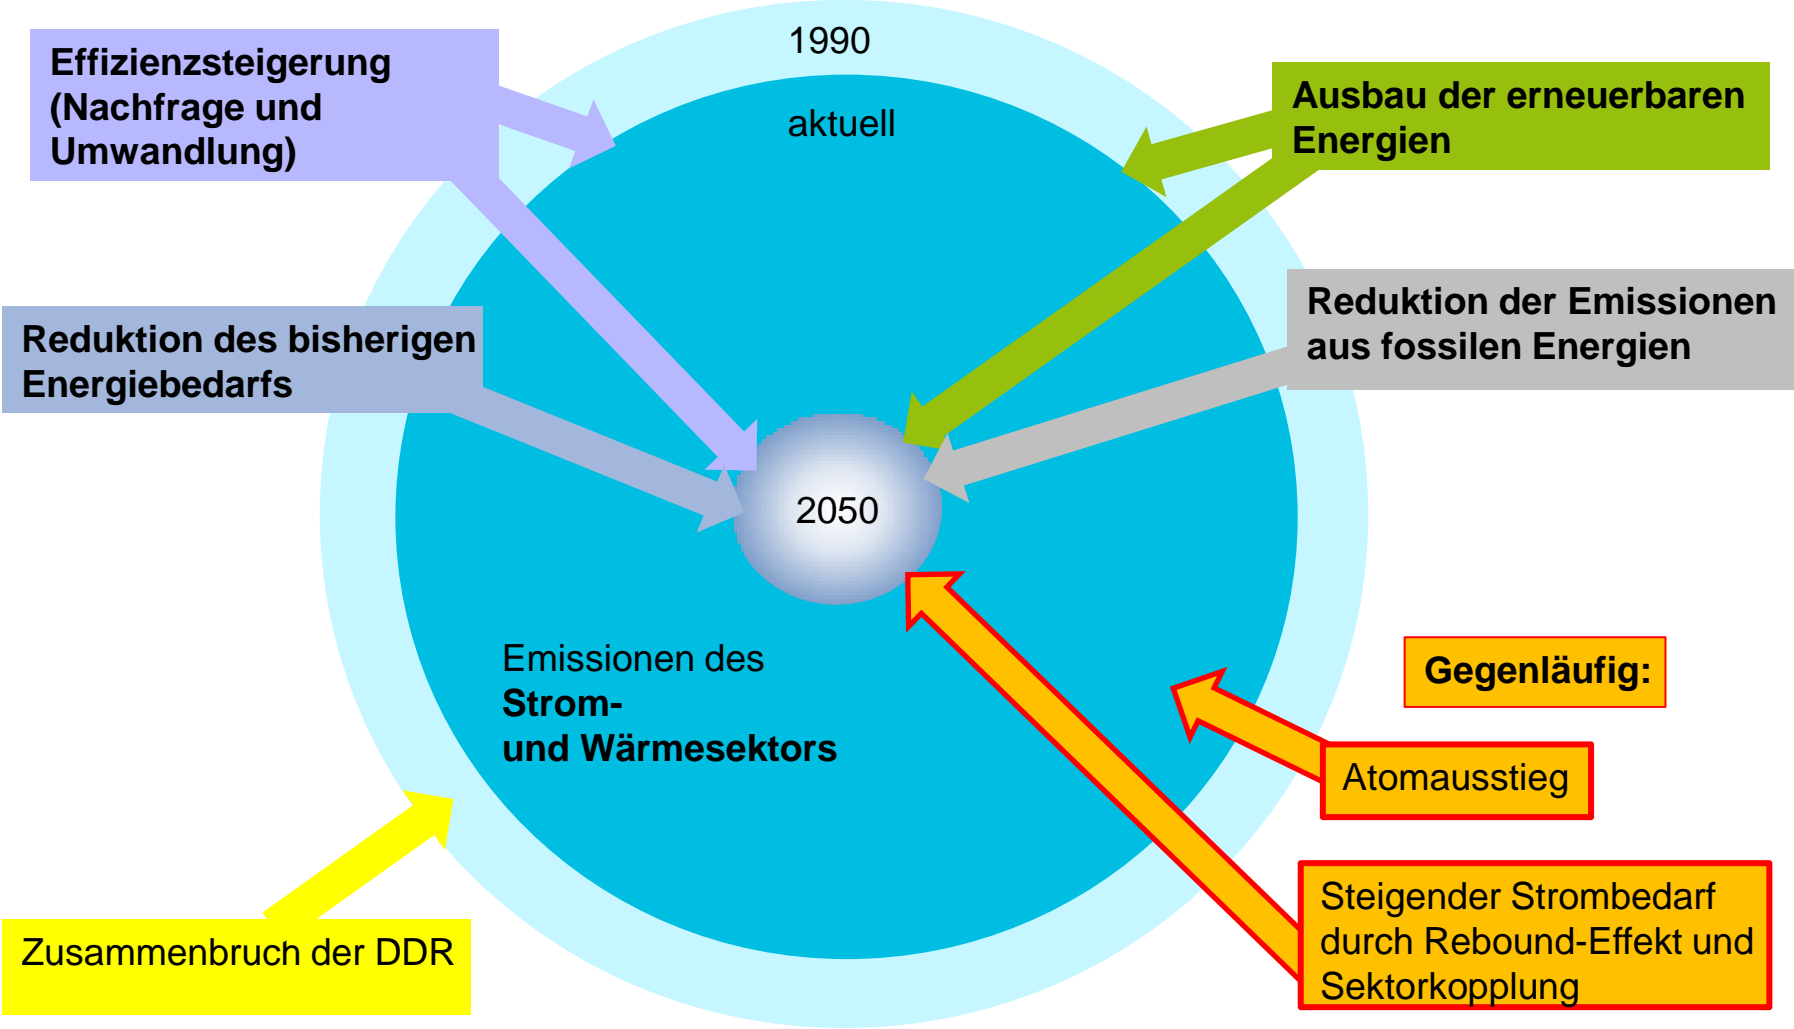 1990
aktuell
Effizienzsteigerung
(Nachfrage und
Umwandlung)
Ausbau der erneuerbaren
Energien
Reduktion des bisherigen
Energiebedarfs
Reduktion der Emissionen
aus fossilen Energien
2050
Emissionen des
Strom-
und Wärmesektors
Gegenläufig:
Atomausstieg
Zusammenbruch der DDR
Steigender Strombedarf
durch Rebound-Effekt und
Sektorkopplung